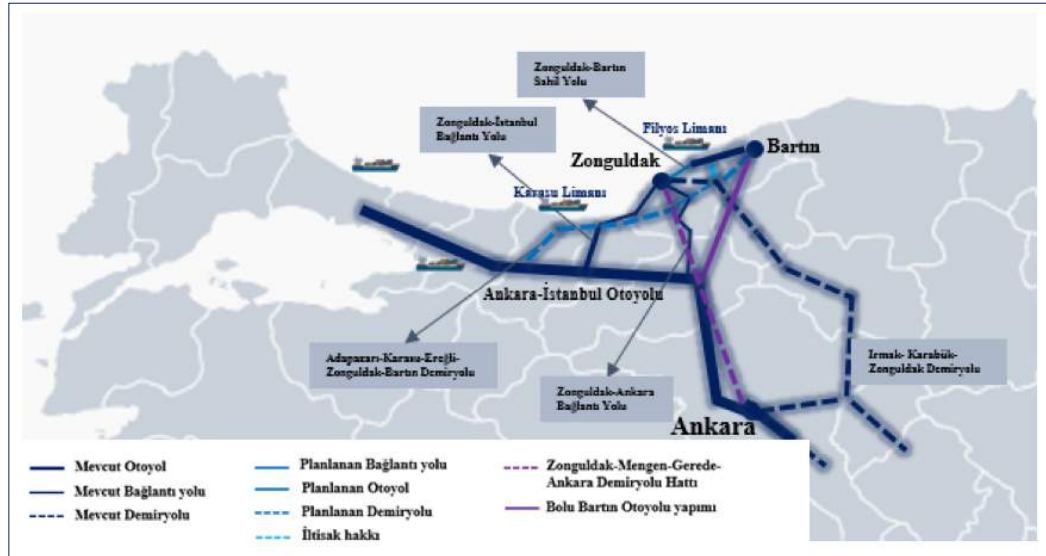 Zonguldak-Bartın
Sahil Yolu
Zonguldak-İstanbul
Bağlantı Yolu
Filyos Limanı
Bartın
Zonguldak
Karasu Limanı
Ankara-İstanbul Otoyolu
Adapazarı-Karasu-Ereğli-
Zonguldak-Bartın Demiryolu
Zonguldak-Ankara
Bağlantı Yolu
Irmak- Karabük-
Zonguldak Demiryolu
Ankara
Mevcut Otoyol
Mevcut Bağlantı yolu
Mevcut Demiryolu
Planlanan Bağlantı yolu
Planlanan Otoyol
Planlanan Demiryolu
İltisak hakkı
Zonguldak-Mengen-Gerede-
Ankara Demiryolu Hattı
Bolu Bartın Otoyolu yapımı